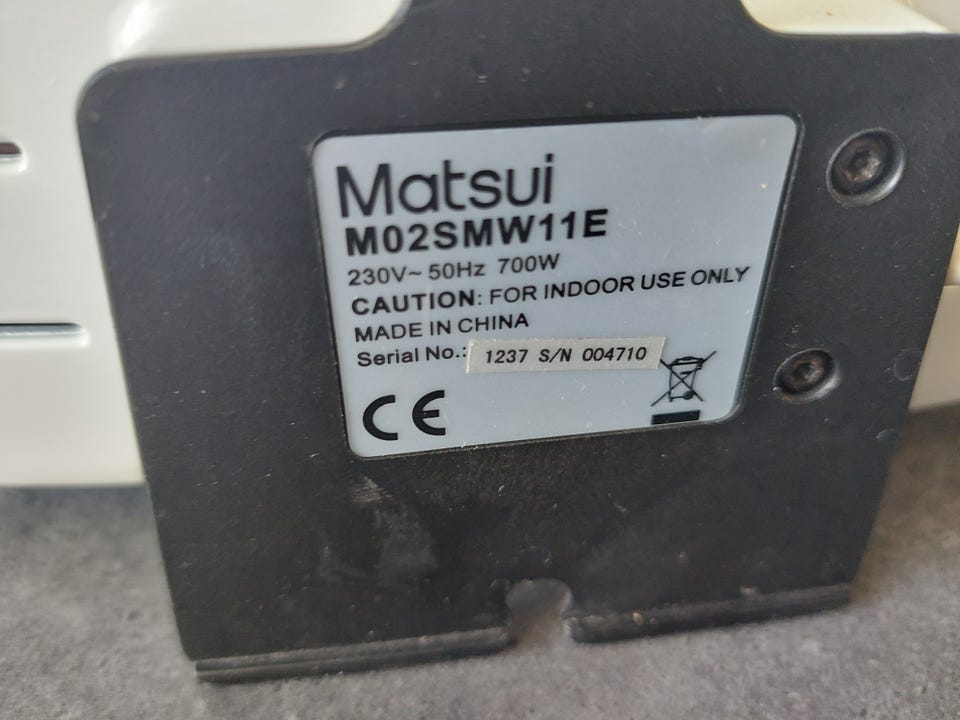 Matsui
M02SMW11E
230V~ 50Hz 700W
CAUTION: FOR INDOOR USE ONLY
MADE IN CHINA
Serial No.: 1237 S/N 004710
CE